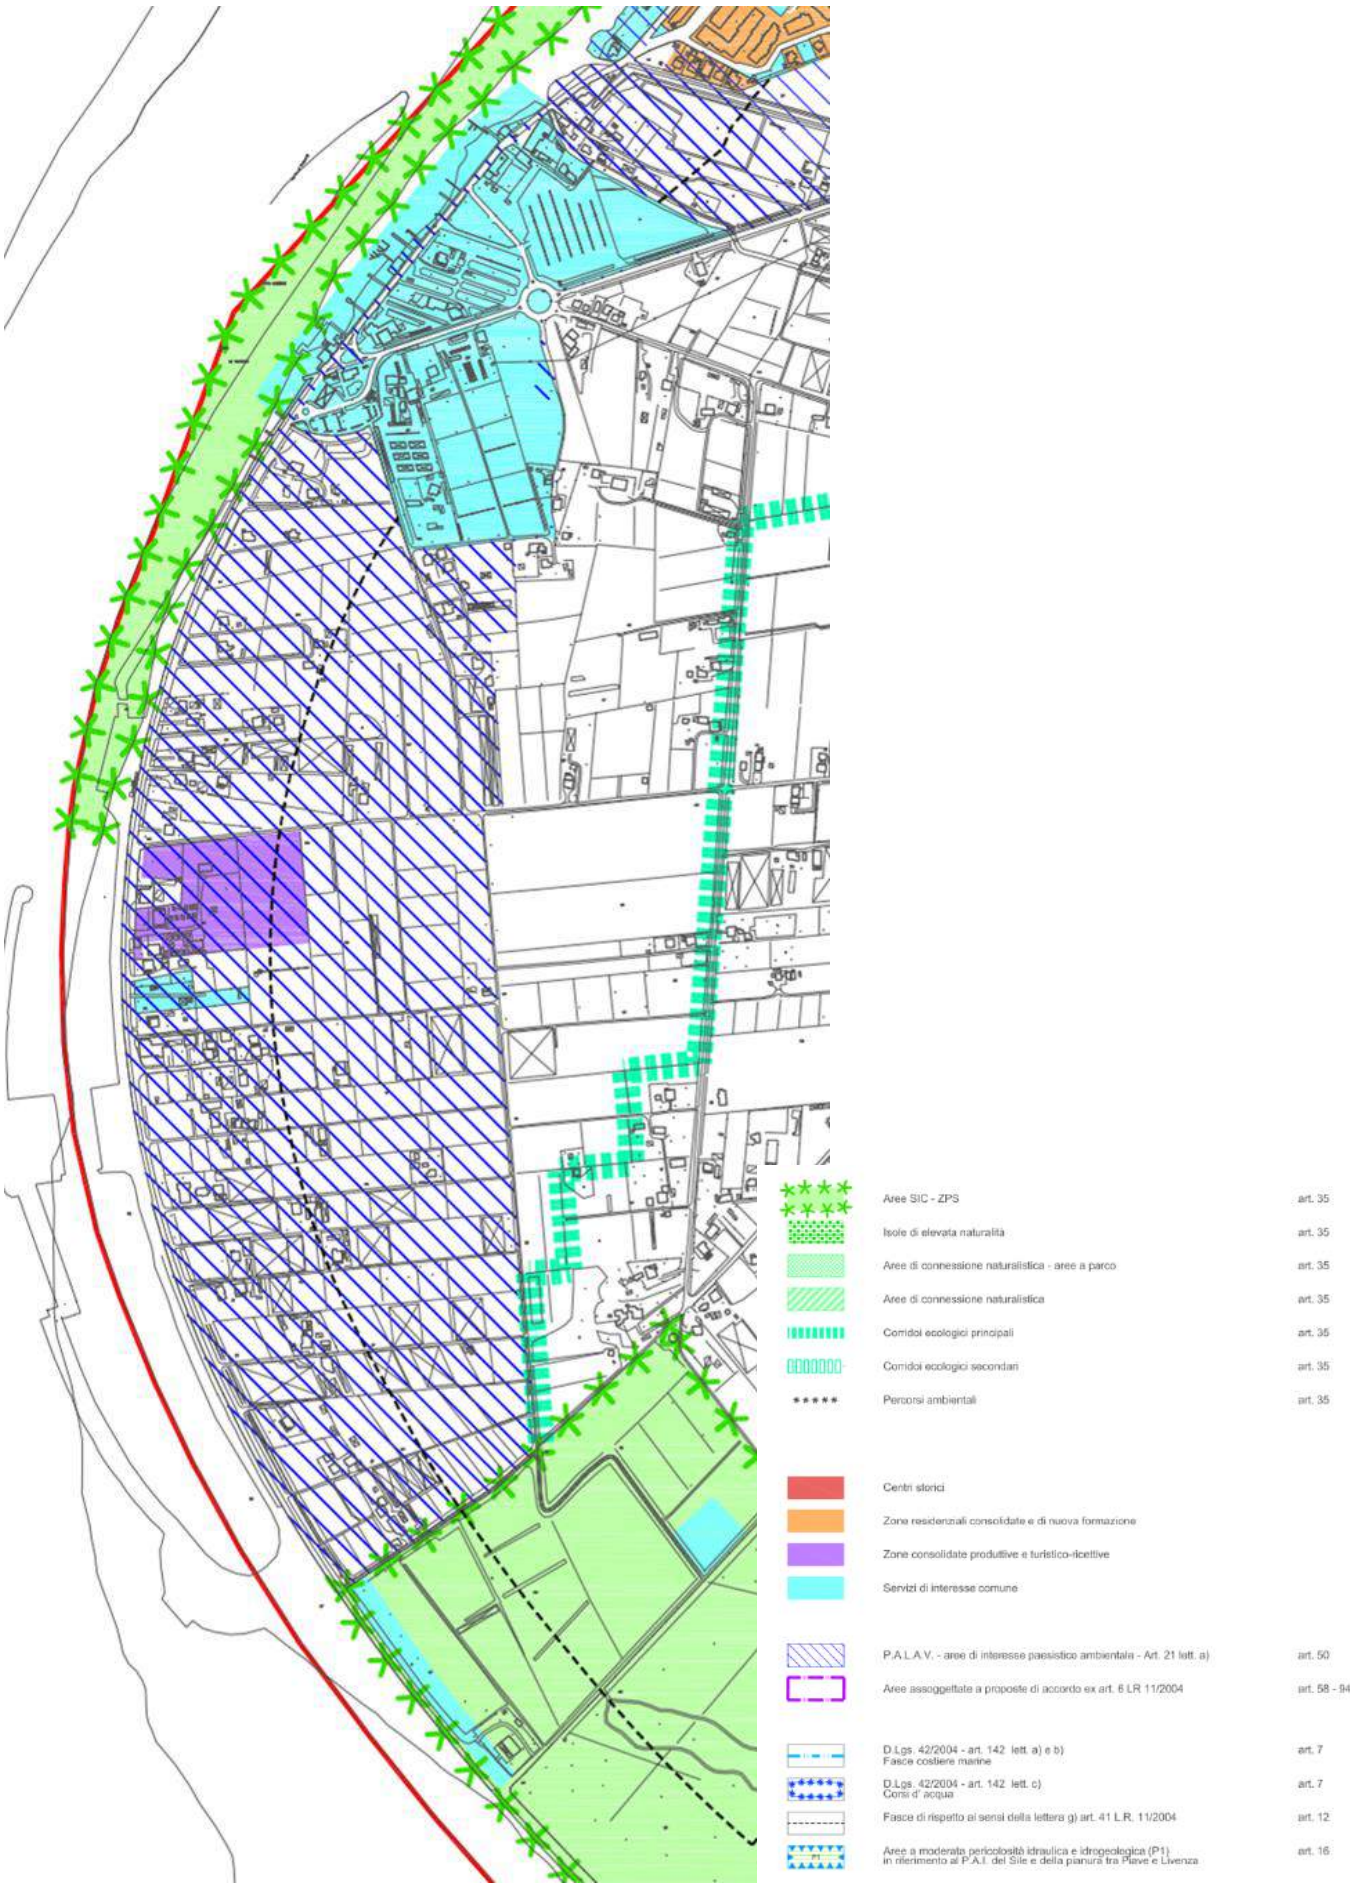 Aree SIC - ZPS art. 35
Isole di elevata naturalità art. 35
Aree di connessione naturalistica - aree a parco art. 35
Aree di connessione naturalistica art. 35
Corridoi ecologici principali art. 35
Corridoi ecologici secondari art. 35
Percorsi ambientali art. 35
Centri storici
Zone residenziali consolidate e di nuova formazione
Zone consolidate produttive e turistico-ricettive
Servizi di interesse comune
P.A.L.A.V. - aree di interesse paesistico ambientale - Art. 21 lett. a) art. 50
Aree assoggettate a proposte di accordo ex art. 6 LR 11/2004 art. 58 - 94
D.Lgs. 42/2004 - art. 142 lett. a) e b) art. 7
Fasce costiere marine
D.Lgs. 42/2004 - art. 142 lett. c) art. 7
Corsi d' acqua
Fasce di rispetto ai sensi della lettera g) art. 41 L.R. 11/2004 art. 12
Aree a moderata pericolosità idraulica e idrogeologica (P1) art. 16
P1 in riferimento al P.A.I. del Sile e della pianura tra Piave e Livenza